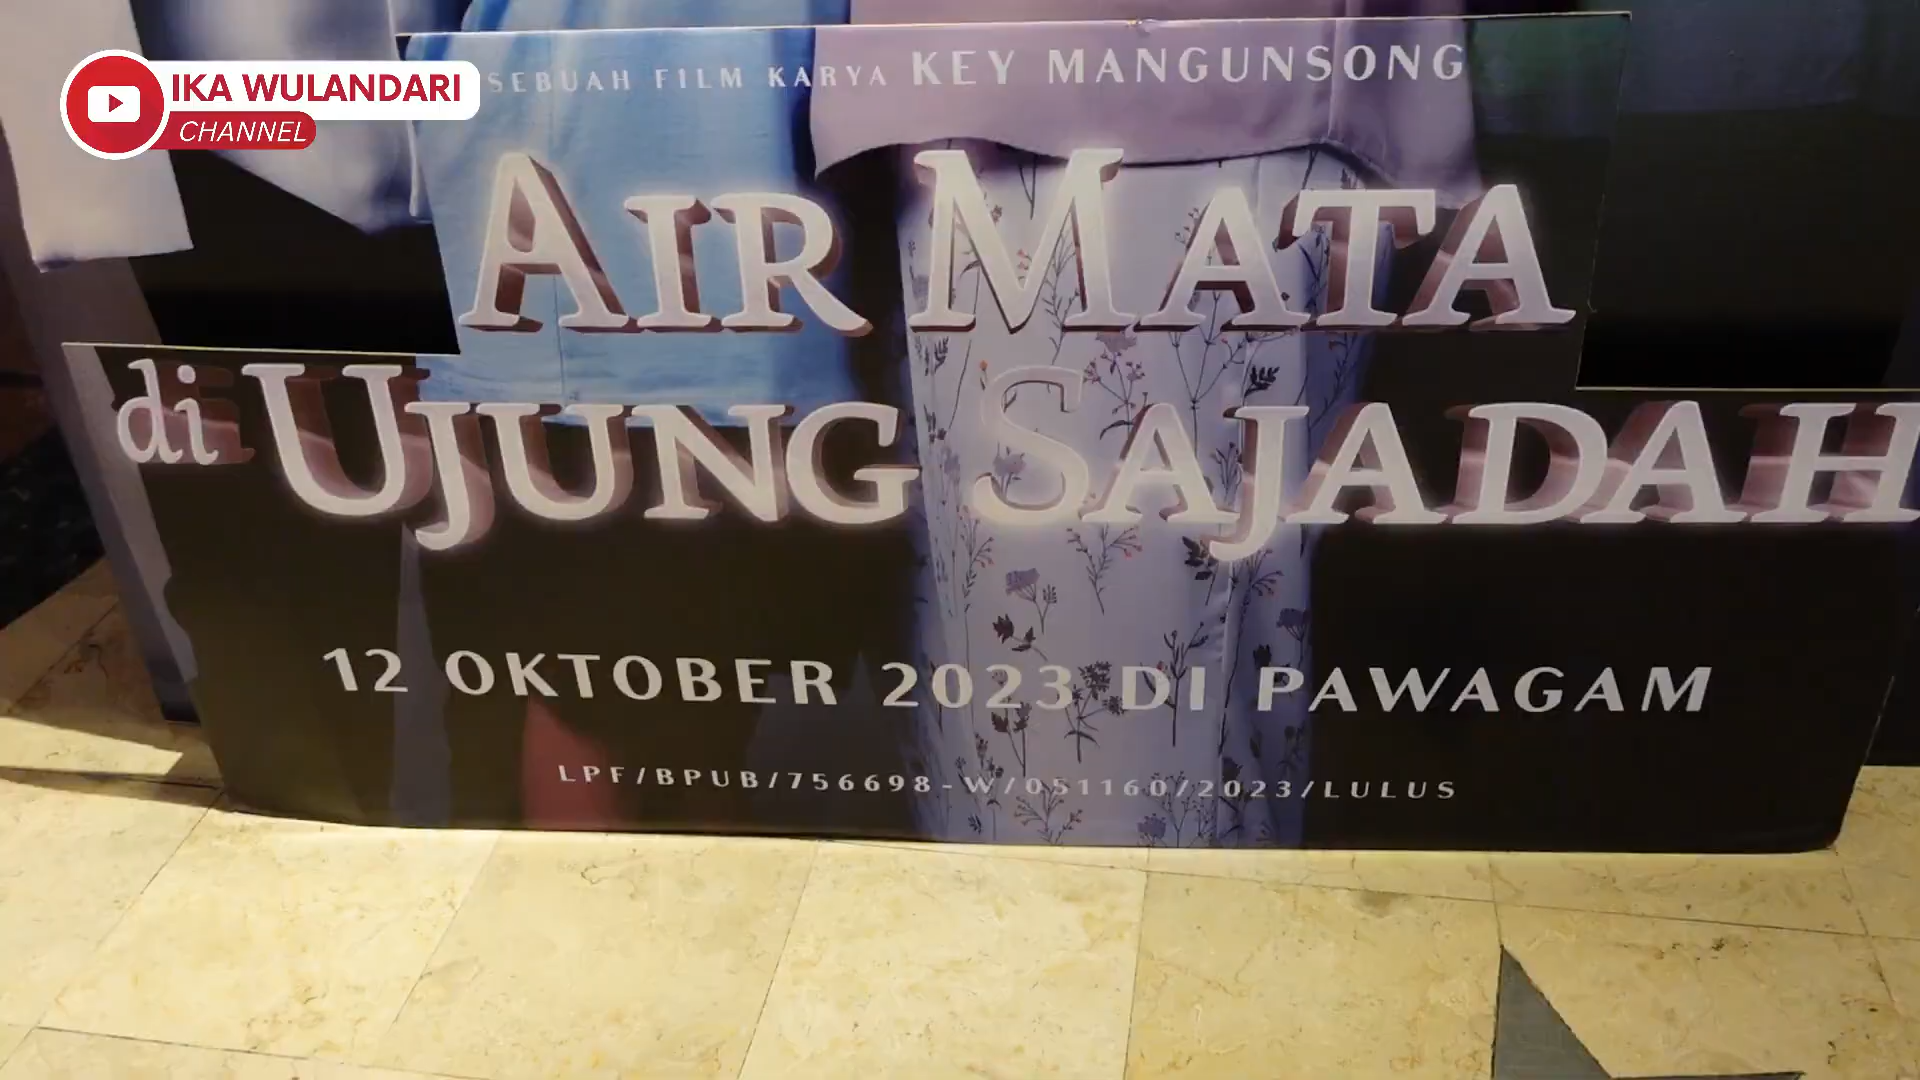 IKA WULANDARI
CHANNEL
SEBUAH FILM KARYA KEY MANGUNSONG
AIR MATA
di UJUNG SAJADAH
12 OKTOBER 2023 DI PAWAGAM
LPF/BPUB/756698-W/051160/2023/LULUS